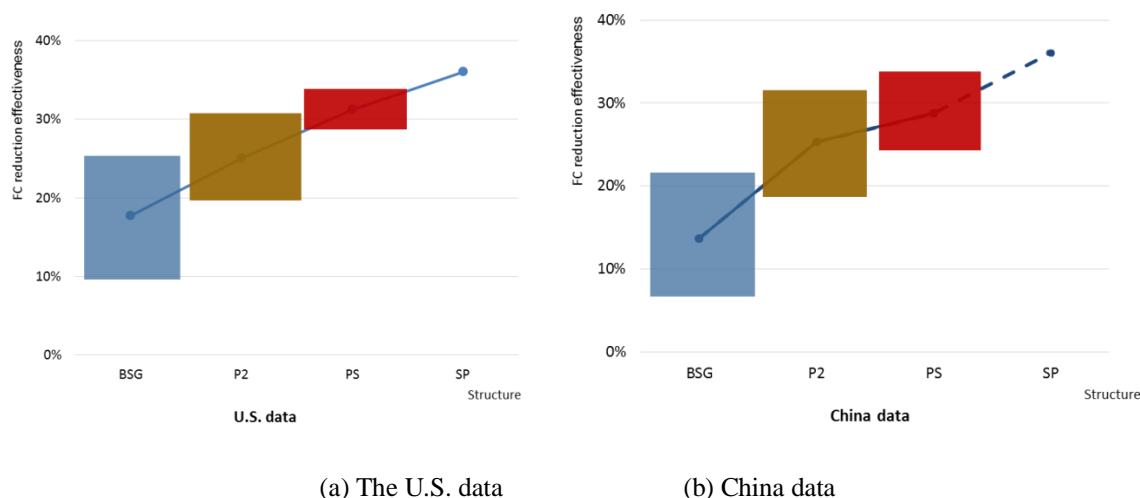 FC reduction effectiveness
40%
30%
20%
10%
0%
BSG P2 PS SP
Structure
U.S. data
FC reduction effectiveness
40%
30%
20%
10%
0%
BSG P2 PS SP
Structure
China data
(a) The U.S. data (b) China data